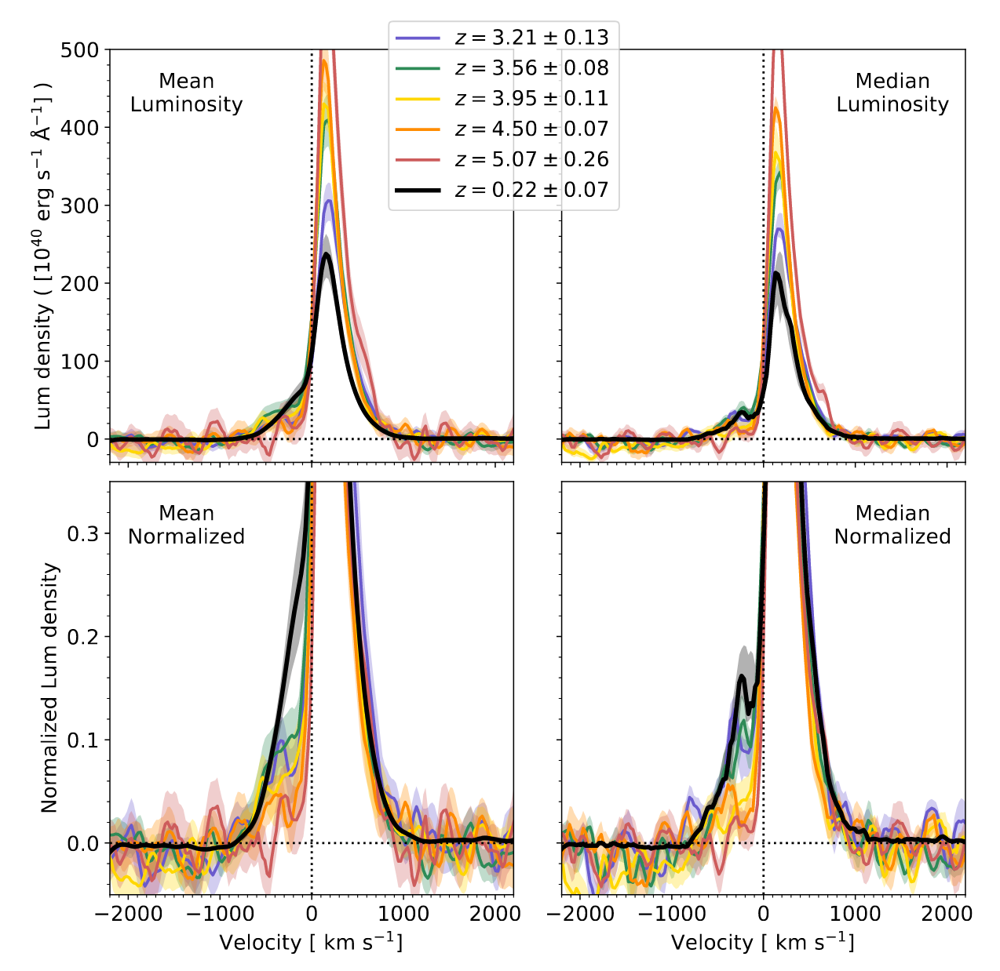 z = 3.21 ± 0.13
z = 3.56 ± 0.08
z = 3.95 ± 0.11
z = 4.50 ± 0.07
z = 5.07 ± 0.26
z = 0.22 ± 0.07
Mean
Luminosity
Median
Luminosity
500
400
300
200
100
0
Lum density ( [10⁴⁰ erg s⁻¹ Å⁻¹] )
Mean
Normalized
Median
Normalized
0.3
0.2
0.1
0.0
Normalized Lum density
−2000 −1000 0 1000 2000
−2000 −1000 0 1000 2000
Velocity [ km s⁻¹]
Velocity [ km s⁻¹]